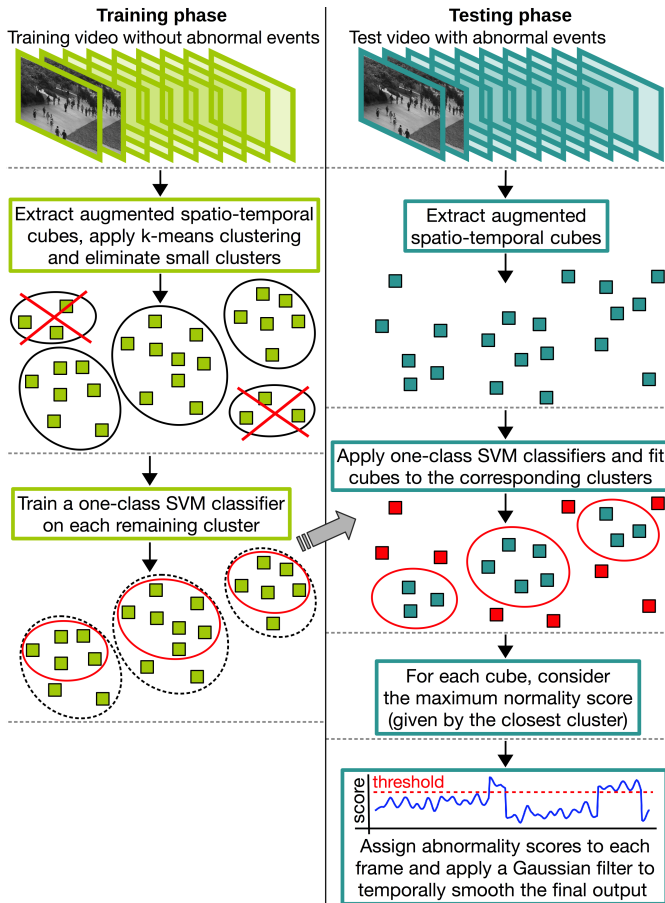 Training phase
Training video without abnormal events
Extract augmented spatio-temporal
cubes, apply k-means clustering
and eliminate small clusters
Train a one-class SVM classifier
on each remaining cluster
Testing phase
Test video with abnormal events
Extract augmented
spatio-temporal cubes
Apply one-class SVM classifiers and fit
cubes to the corresponding clusters
For each cube, consider
the maximum normality score
(given by the closest cluster)
score
threshold
Assign abnormality scores to each
frame and apply a Gaussian filter to
temporally smooth the final output